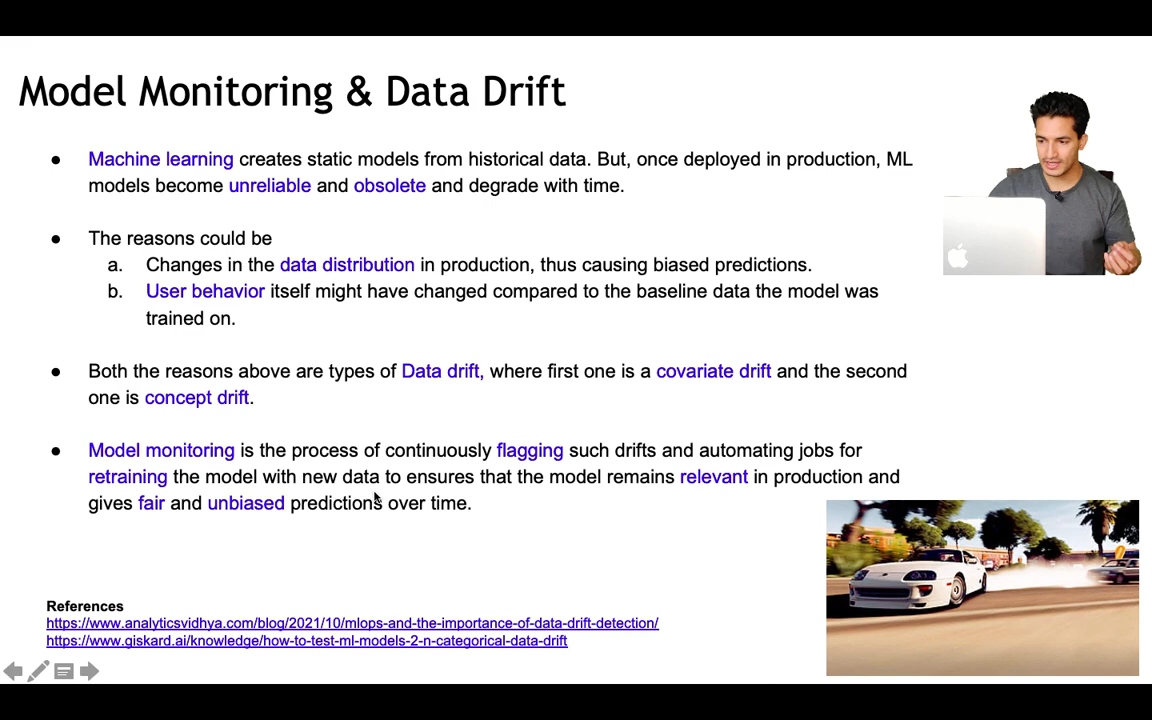 Model Monitoring & Data Drift
● Machine learning creates static models from historical data. But, once deployed in production, ML
models become unreliable and obsolete and degrade with time.
● The reasons could be
a. Changes in the data distribution in production, thus causing biased predictions.
b. User behavior itself might have changed compared to the baseline data the model was
trained on.
● Both the reasons above are types of Data drift, where first one is a covariate drift and the second
one is concept drift.
● Model monitoring is the process of continuously flagging such drifts and automating jobs for
retraining the model with new data to ensures that the model remains relevant in production and
gives fair and unbiased predictions over time.
References
https://www.analyticsvidhya.com/blog/2021/10/mlops-and-the-importance-of-data-drift-detection/
https://www.giskard.ai/knowledge/how-to-test-ml-models-2-n-categorical-data-drift